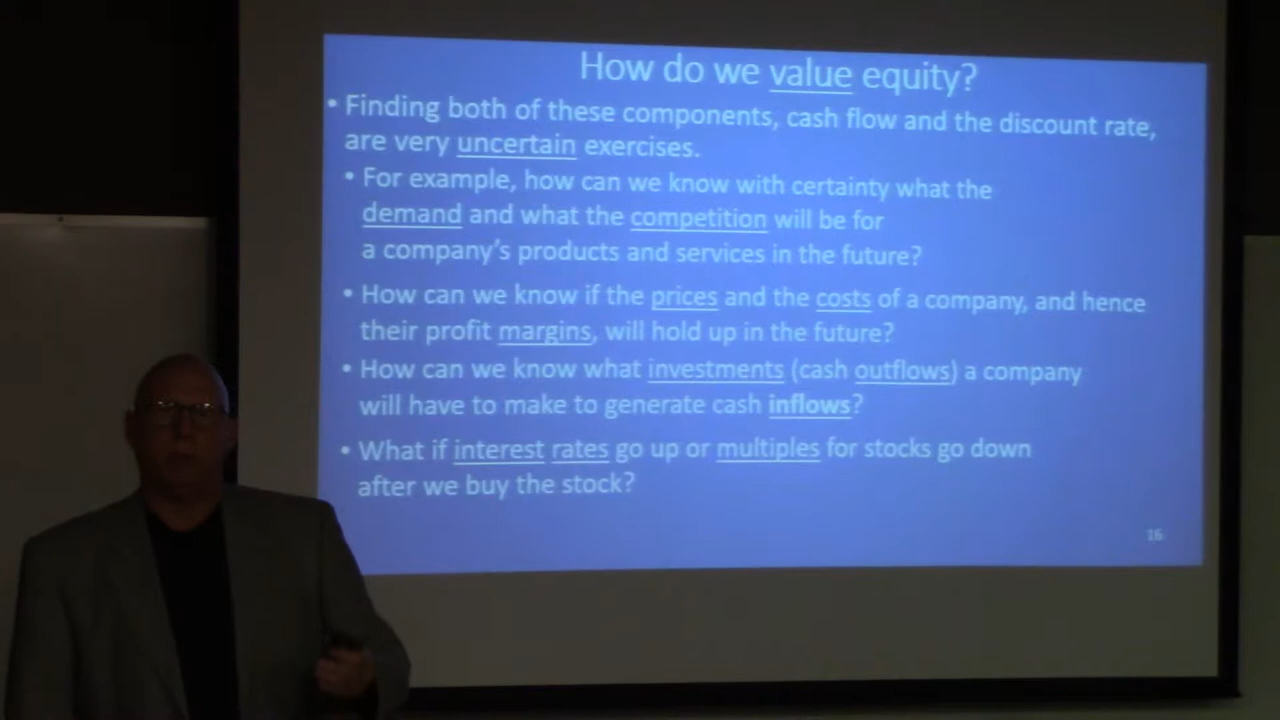 How do we value equity?
• Finding both of these components, cash flow and the discount rate,
are very uncertain exercises.
• For example, how can we know with certainty what the
demand and what the competition will be for
a company's products and services in the future?
• How can we know if the prices and the costs of a company, and hence
their profit margins, will hold up in the future?
• How can we know what investments (cash outflows) a company
will have to make to generate cash inflows?
• What if interest rates go up or multiples for stocks go down
after we buy the stock?
16